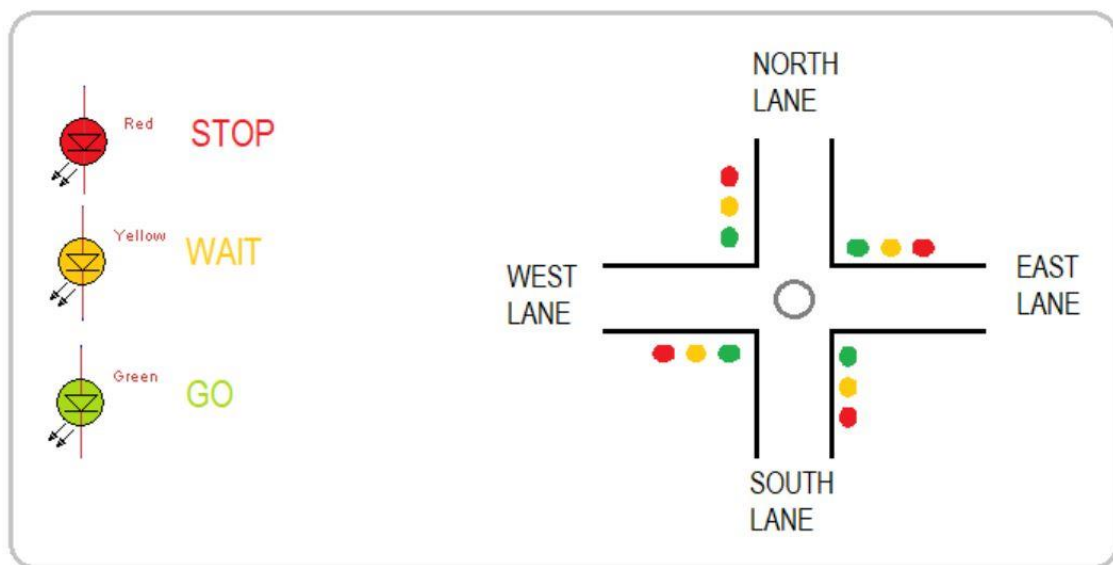 Red
STOP
Yellow
WAIT
Green
GO
NORTH
LANE
WEST
LANE
EAST
LANE
SOUTH
LANE